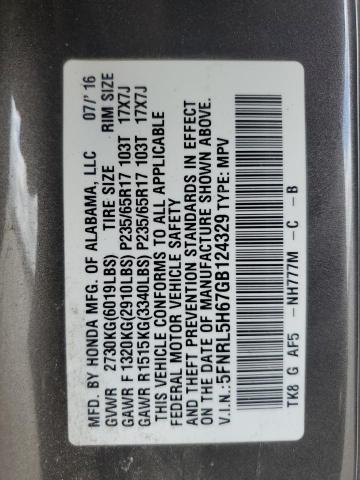 MFD. BY HONDA MFG. OF ALABAMA, LLC 07/'16
GVWR 2730KG(6019LBS) TIRE SIZE RIM SIZE
GAWR F 1320KG(2910LBS) P235/65R17 103T 17X7J
GAWR R1515KG(3340LBS) P235/65R17 103T 17X7J
THIS VEHICLE CONFORMS TO ALL APPLICABLE
FEDERAL MOTOR VEHICLE SAFETY
AND THEFT PREVENTION STANDARDS IN EFFECT
ON THE DATE OF MANUFACTURE SHOWN ABOVE.
V.I.N.: 5FNRL5H67GB124329 TYPE: MPV
TK8 G AF5 -NH777M -C -B